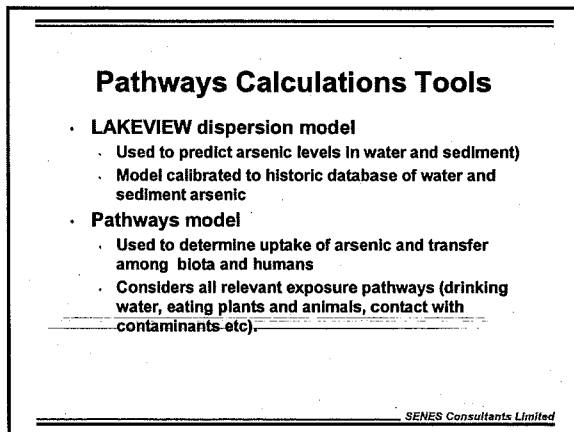 Pathways Calculations Tools
• LAKEVIEW dispersion model
• Used to predict arsenic levels in water and sediment)
• Model calibrated to historic database of water and
sediment arsenic
• Pathways model
• Used to determine uptake of arsenic and transfer
among biota and humans
• Considers all relevant exposure pathways (drinking
water, eating plants and animals, contact with
contaminants etc).
SENES Consultants Limited